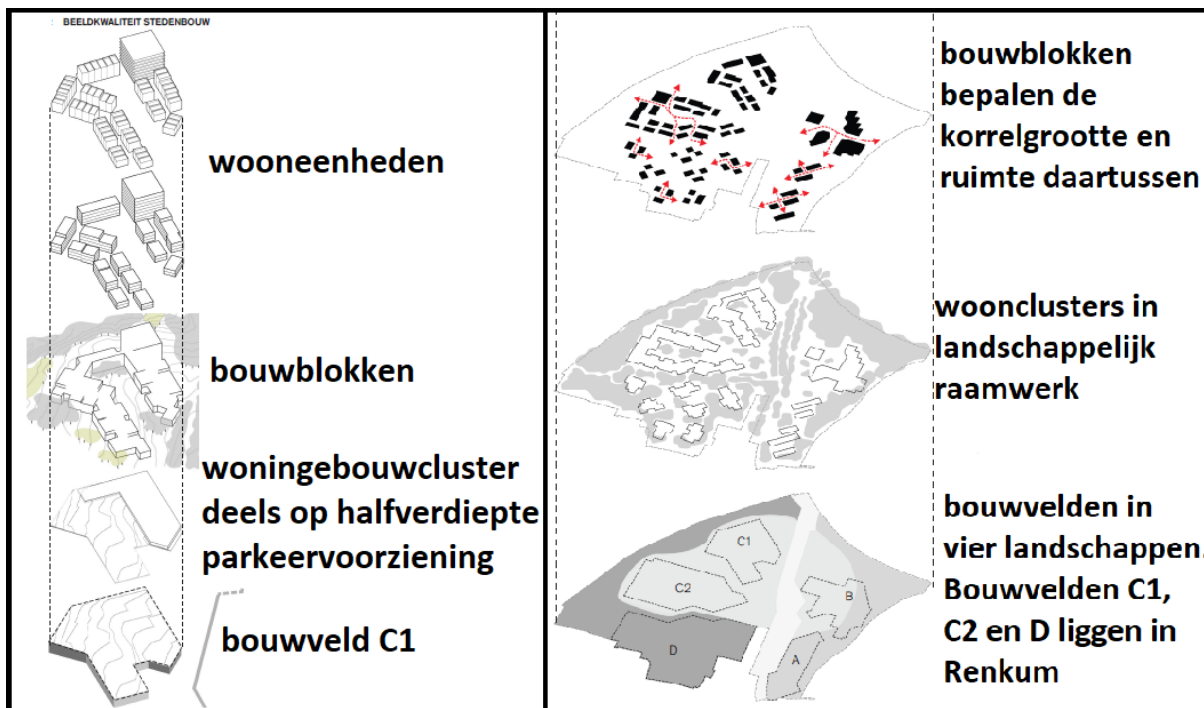 : BEELDKWALITEIT STEDENBOUW
wooneenheden
bouwblokken
woningebouwcluster
deels op halfverdiepte
parkeervoorziening
bouwveld C1
bouwblokken
bepalen de
korrelgrootte en
ruimte daartussen
woonclusters in
landschappelijk
raamwerk
bouwvelden in
vier landschappen.
Bouwvelden C1,
C2 en D liggen in
Renkum
C1
C2
B
D
A